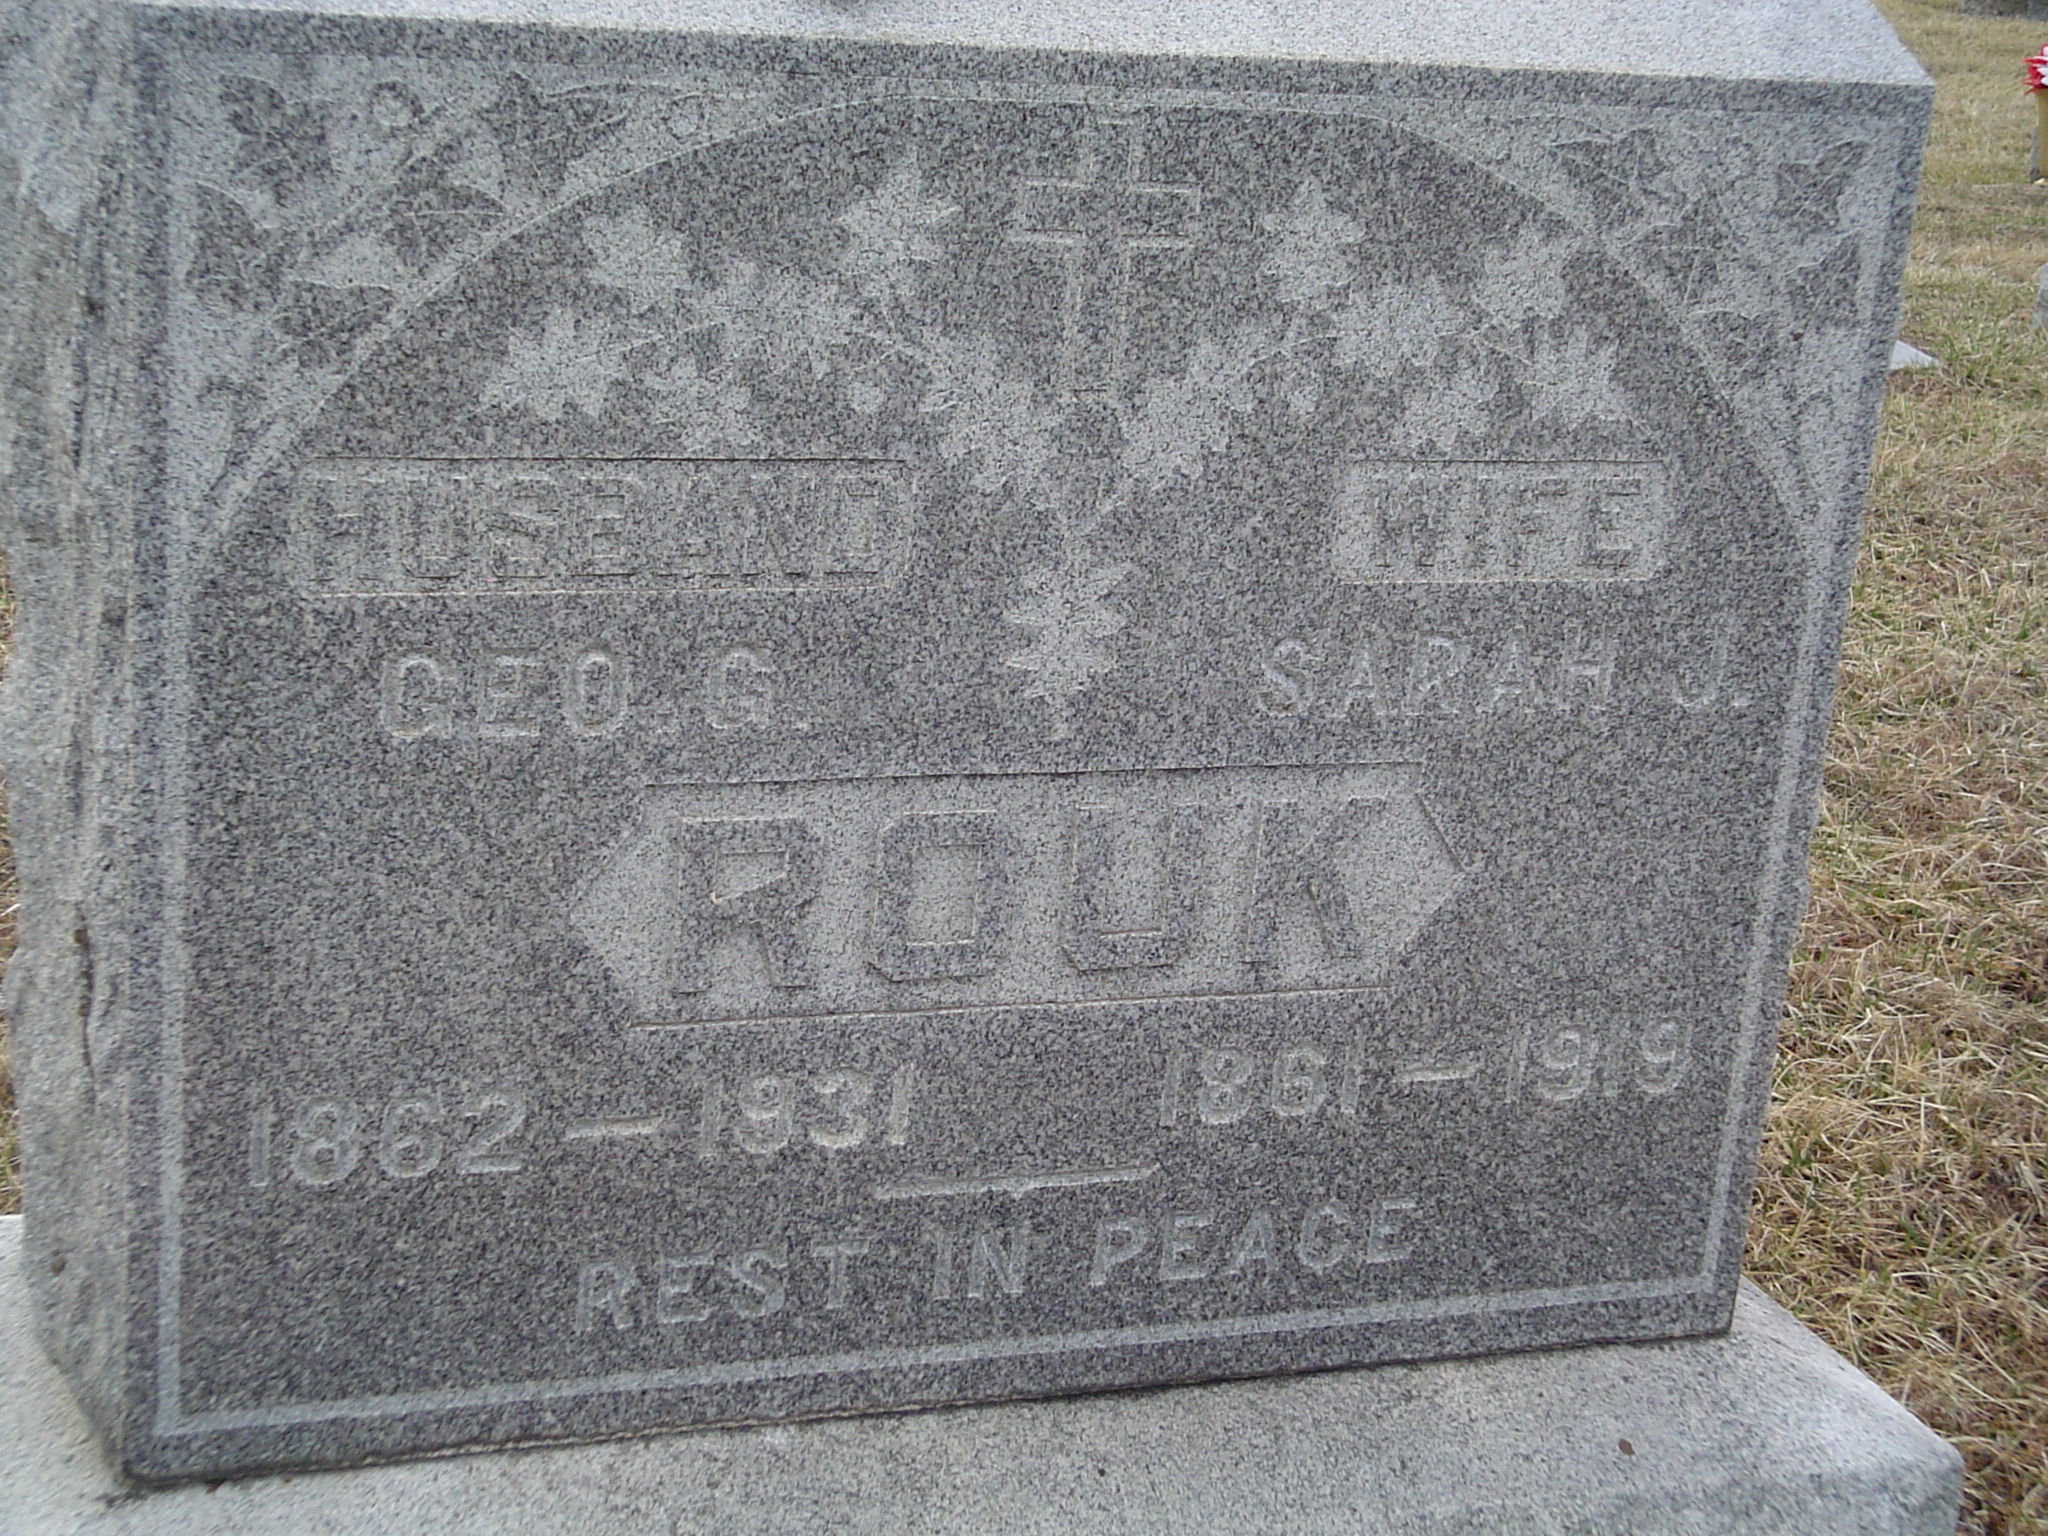 HUSBAND WIFE
GEO. G. SARAH J.
ROUK
1862 — 1931 1861 — 1919
REST IN PEACE